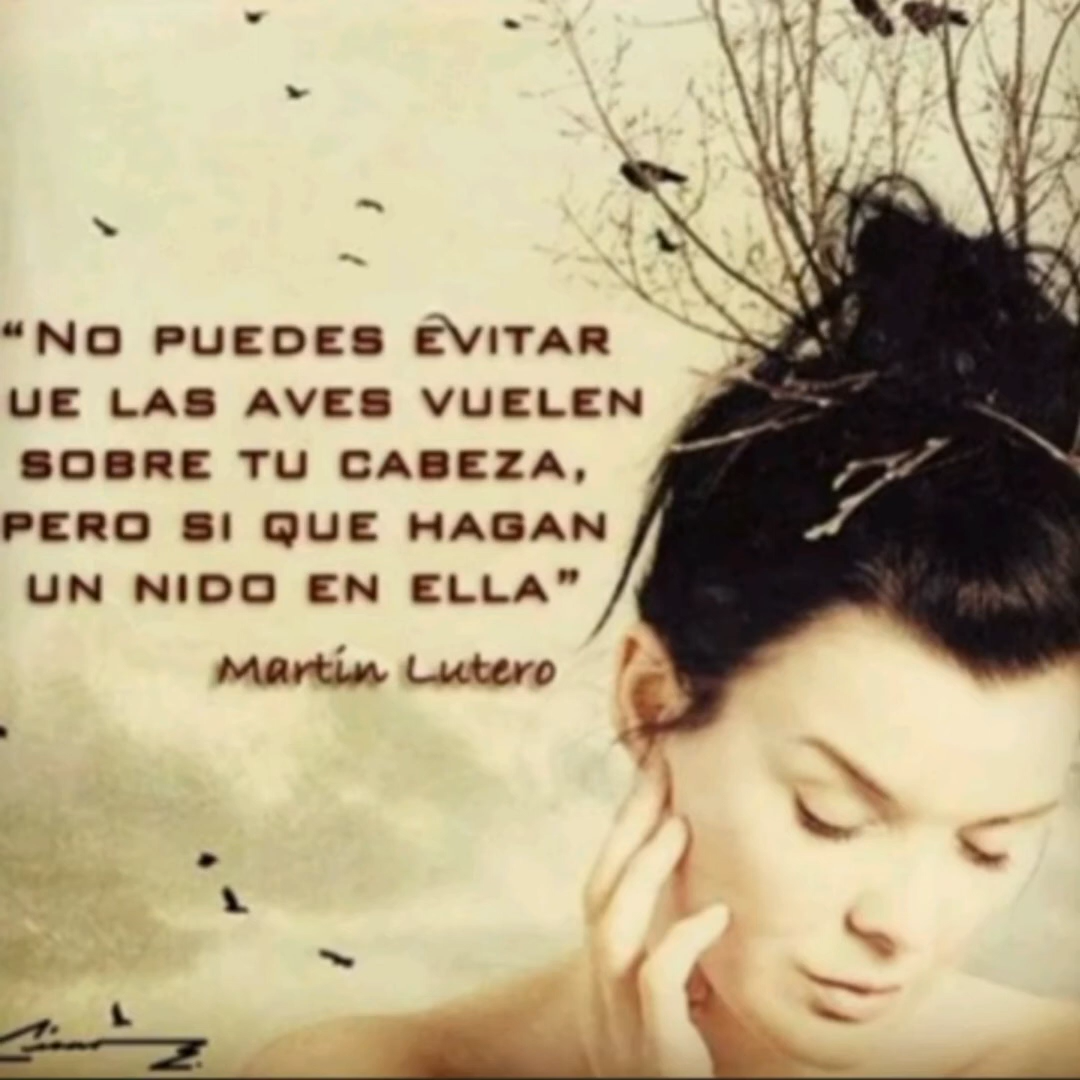 “No PUEDES EVITAR
UE LAS AVES VUELEN
SOBRE TU CABEZA,
PERO SI QUE HAGAN
UN NIDO EN ELLA”
Martín Lutero